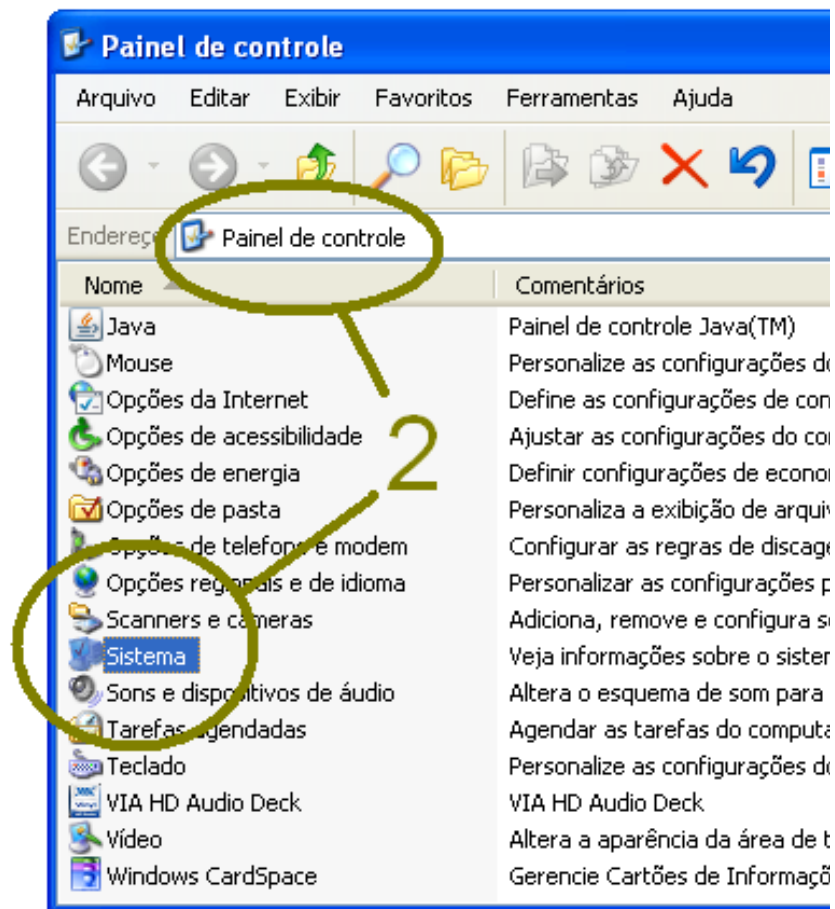 Painel de controle
Arquivo Editar Exibir Favoritos Ferramentas Ajuda
Endereç Painel de controle
Nome Comentários
Java Painel de controle Java(TM)
Mouse Personalize as configurações d
Opções da Internet Define as configurações de con
2
Opções de acessibilidade Ajustar as configurações do co
Opções de energia Definir configurações de econo
Opções de pasta Personaliza a exibição de arqui
Opções de telefone e modem Configurar as regras de discag
Opções regionais e de idioma Personalizar as configurações p
Scanners e câmeras Adiciona, remove e configura s
Sistema Veja informações sobre o sister
Sons e dispositivos de áudio Altera o esquema de som para
Tarefas agendadas Agendar as tarefas do computa
Teclado Personalize as configurações d
VIA HD Audio Deck VIA HD Audio Deck
Vídeo Altera a aparência da área de t
Windows CardSpace Gerencie Cartões de Informaçõ